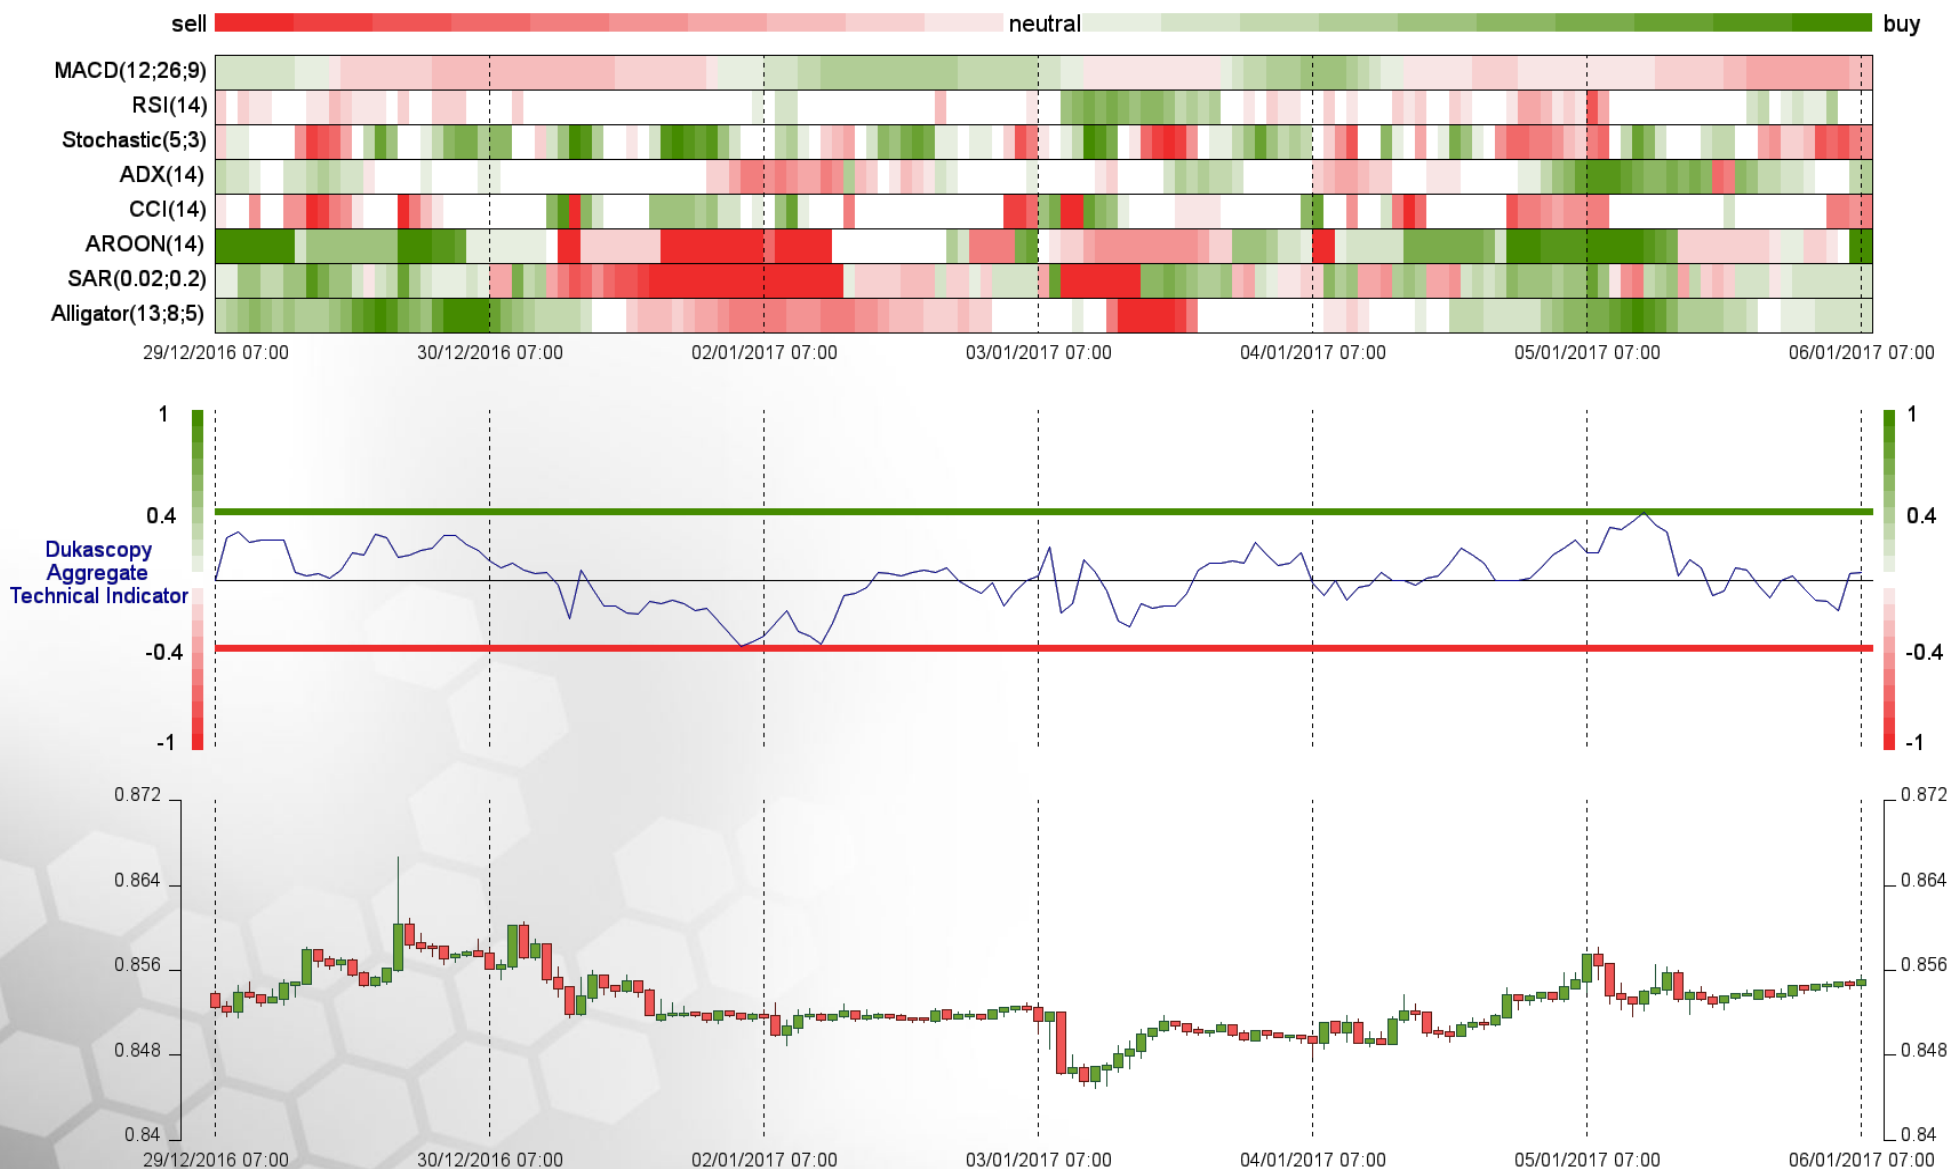 sell neutral buy
MACD(12;26;9)
RSI(14)
Stochastic(5;3)
ADX(14)
CCI(14)
AROON(14)
SAR(0.02;0.2)
Alligator(13;8;5)
29/12/2016 07:00 30/12/2016 07:00 02/01/2017 07:00 03/01/2017 07:00 04/01/2017 07:00 05/01/2017 07:00 06/01/2017 07:00
1 1
0.4 0.4
Dukascopy
Aggregate
Technical Indicator
-0.4 -0.4
-1 -1
0.872 0.872
0.864 0.864
0.856 0.856
0.848 0.848
0.84 0.84
29/12/2016 07:00 30/12/2016 07:00 02/01/2017 07:00 03/01/2017 07:00 04/01/2017 07:00 05/01/2017 07:00 06/01/2017 07:00